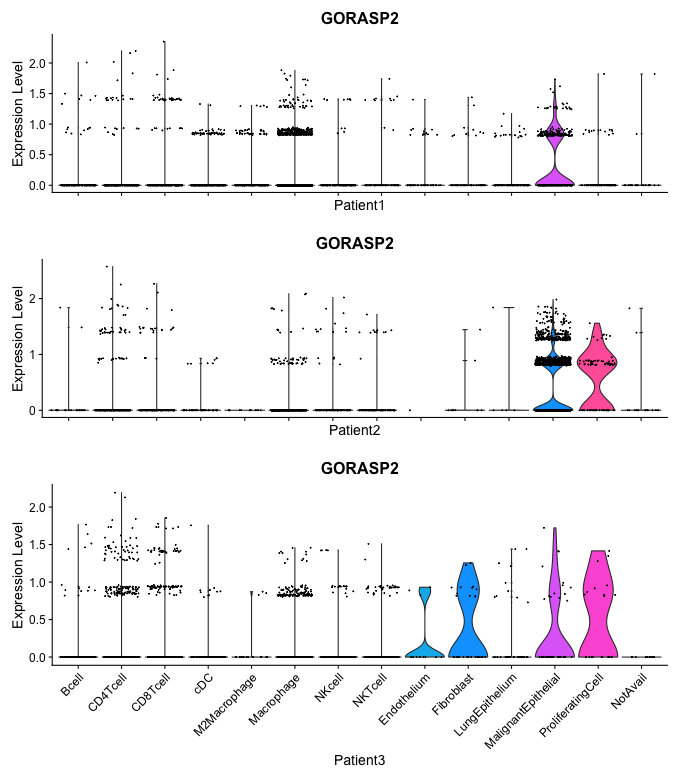 GORASP2
Expression Level
2.0
1.5
1.0
0.5
0.0
Patient1
GORASP2
Expression Level
2
1
0
Patient2
GORASP2
Expression Level
2.0
1.5
1.0
0.5
0.0
Bcell
CD4Tcell
CD8Tcell
cDC
M2Macrophage
Macrophage
NKcell
NKTcell
Endothelium
Fibroblast
LungEpithelium
MalignantEpithelial
ProliferatingCell
NotAvail
Patient3